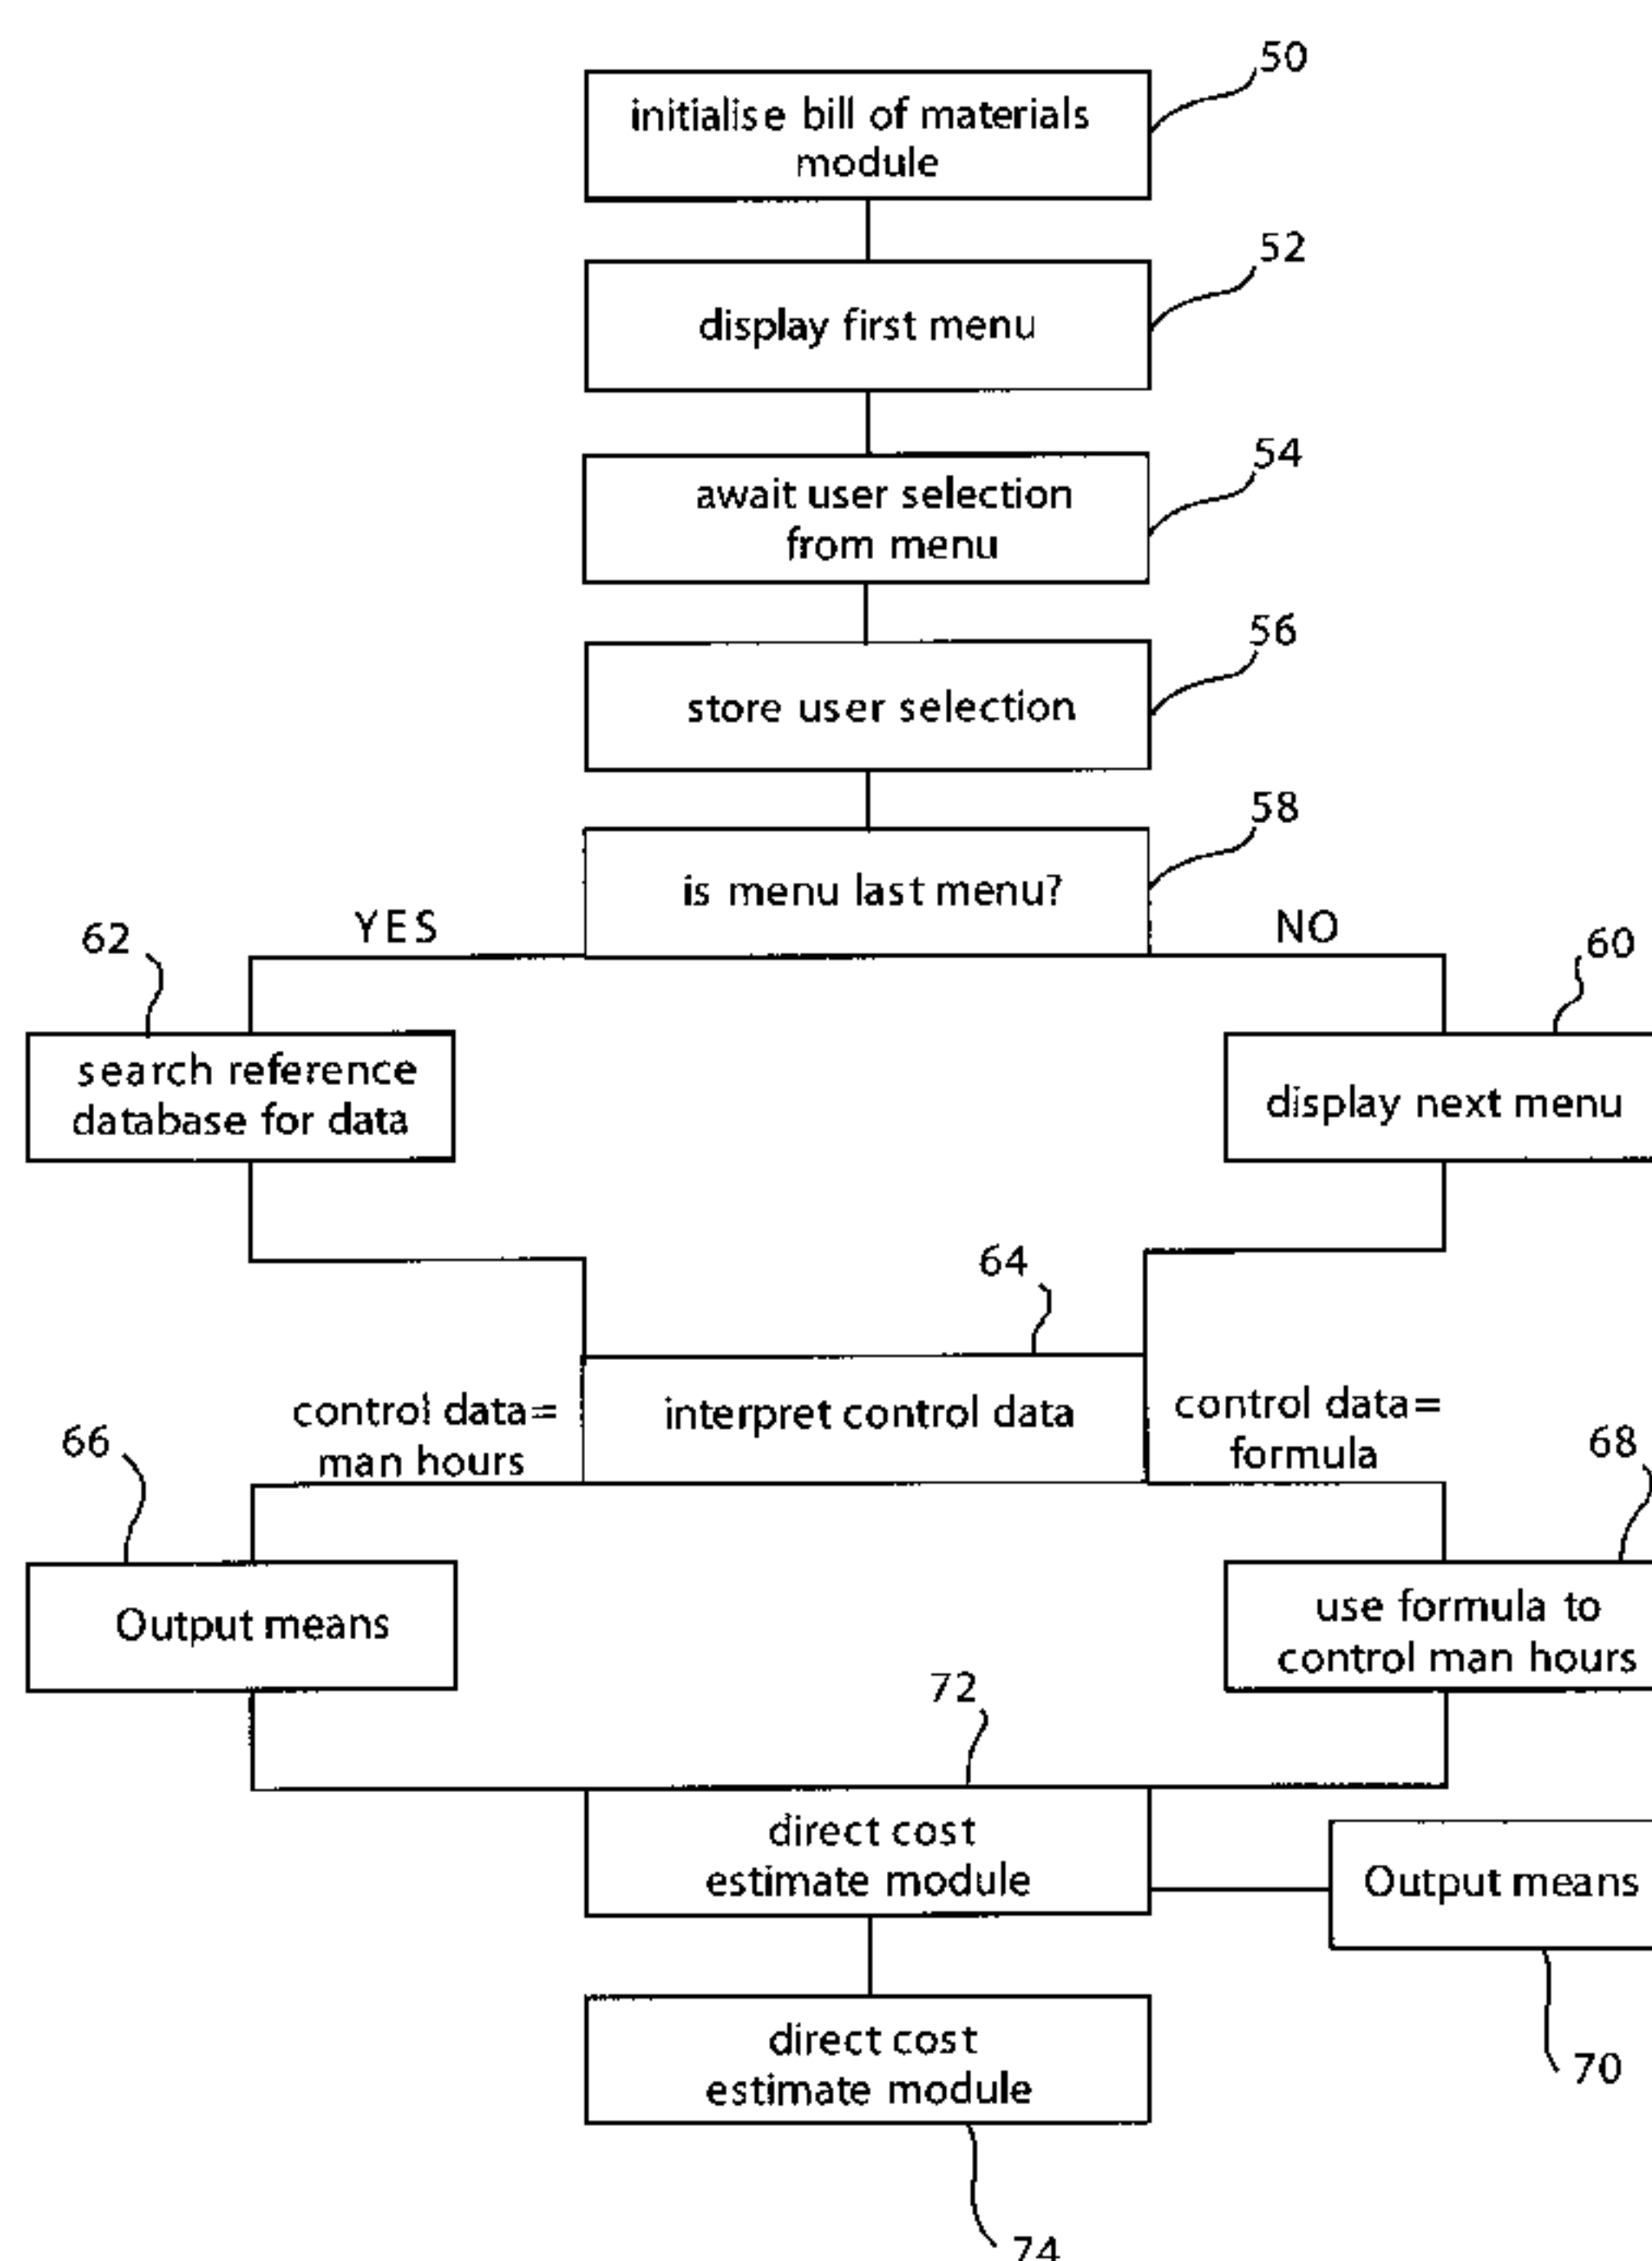 50
initialise bill of materials
module
52
display first menu
54
await user selection
from menu
56
store user selection
58
is menu last menu?
YES
NO
62
60
search reference
database for data
display next menu
64
control data=
man hours
interpret control data
control data=
formula
66
68
Output means
use formula to
control man hours
72
direct cost
estimate module
Output means
70
direct cost
estimate module
74